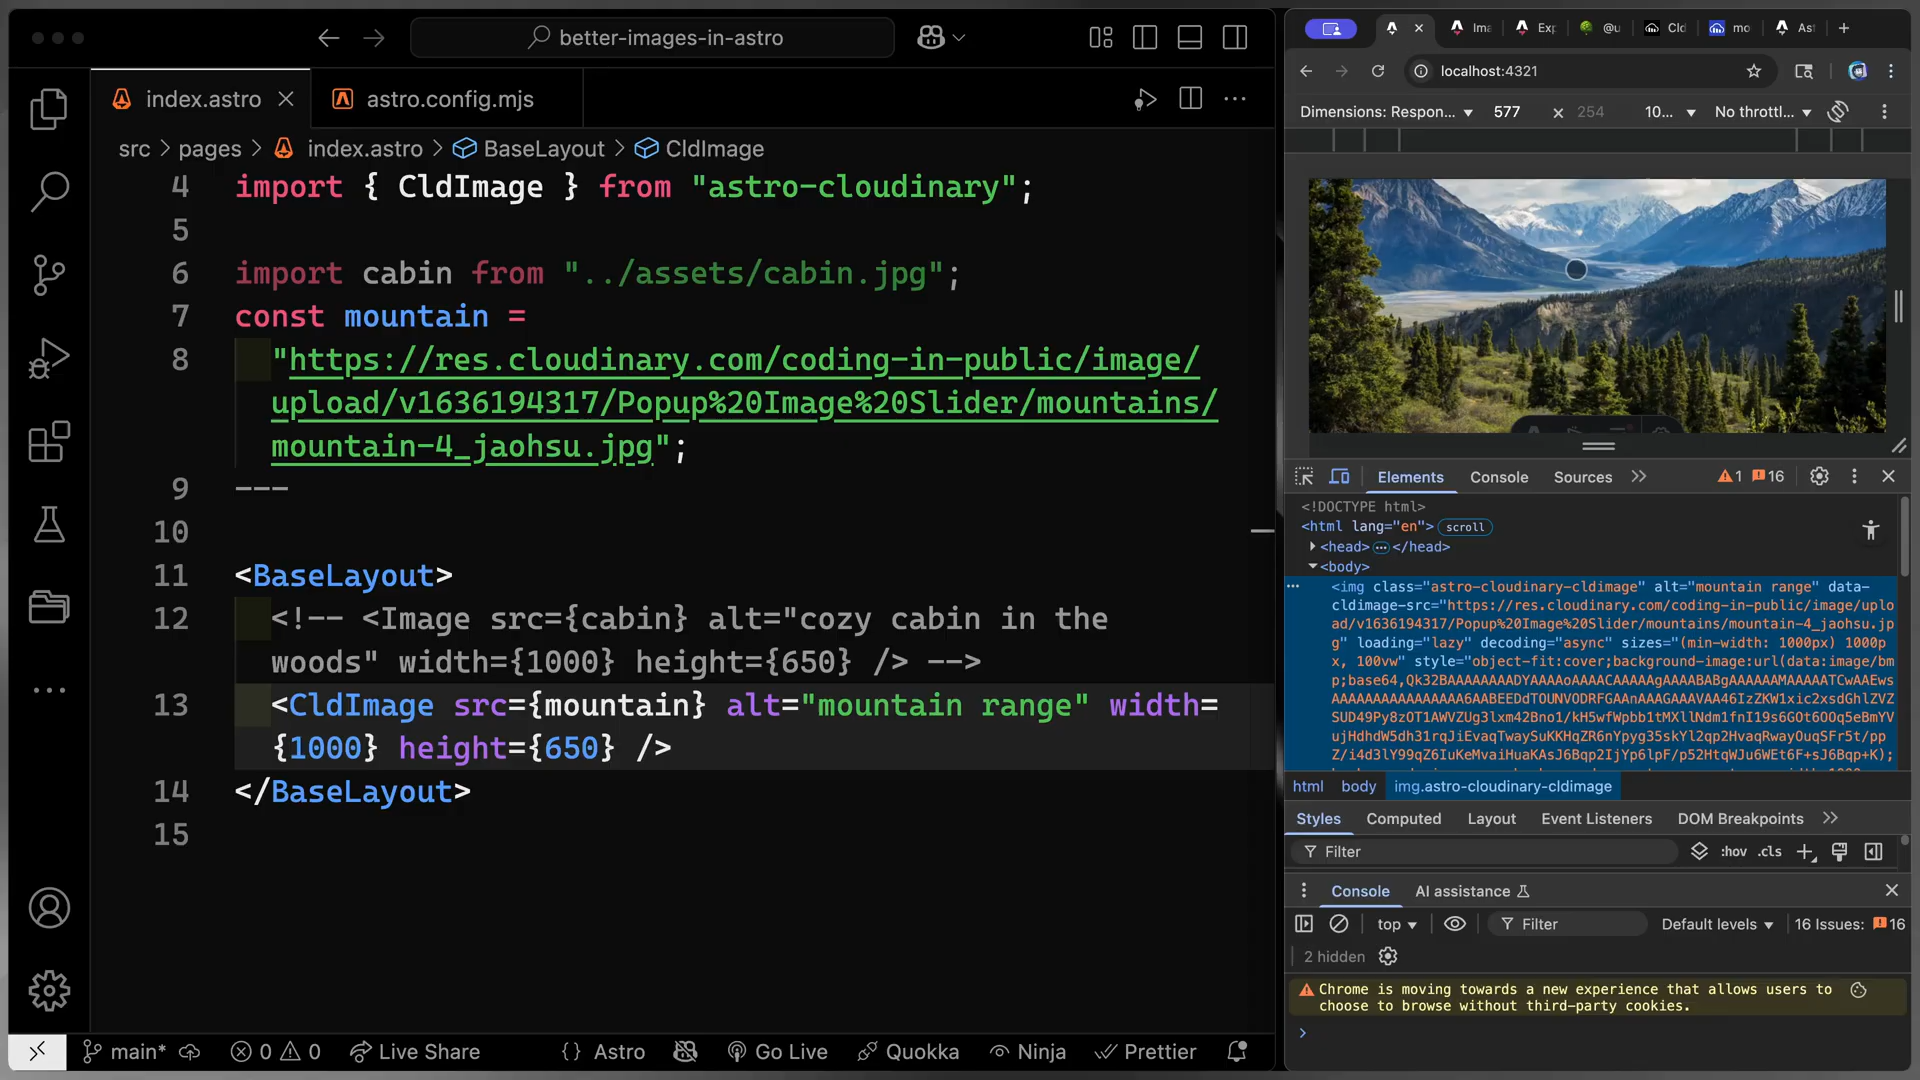 better-images-in-astro
index.astro
astro.config.mjs
src > pages > index.astro > BaseLayout > CldImage
4 import { CldImage } from "astro-cloudinary";
5
6 import cabin from "../assets/cabin.jpg";
7 const mountain =
8 "https://res.cloudinary.com/coding-in-public/image/
upload/v1636194317/Popup%20Image%20Slider/mountains/
mountain-4_jaohsu.jpg";
9 ---
10
11 <BaseLayout>
12 <!-- <Image src={cabin} alt="cozy cabin in the
woods" width={1000} height={650} /> -->
13 <CldImage src={mountain} alt="mountain range" width=
{1000} height={650} />
14 </BaseLayout>
15
main*
0
0
Live Share
{} Astro
Go Live
Quokka
Ninja
Prettier
Ima
Exp
@u
Cld
mo
Ast
localhost:4321
Dimensions: Respon...
577 × 254
10...
No throttl...
Elements
Console
Sources
1
16
<!DOCTYPE html>
<html lang="en">
scroll
<head> ... </head>
<body>
<img class="astro-cloudinary-cldimage" alt="mountain range" data-
cldimage-src="https://res.cloudinary.com/coding-in-public/image/uplo
ad/v1636194317/Popup%20Image%20Slider/mountains/mountain-4_jaohsu.jp
g" loading="lazy" decoding="async" sizes="(min-width: 1000px) 1000p
x, 100vw" style="object-fit:cover;background-image:url(data:image/bm
html
body
img.astro-cloudinary-cldimage
Styles
Computed
Layout
Event Listeners
DOM Breakpoints
Filter
:hov
.cls
Console
AI assistance
top
Filter
Default levels
16 Issues:
16
2 hidden
Chrome is moving towards a new experience that allows users to
choose to browse without third-party cookies.